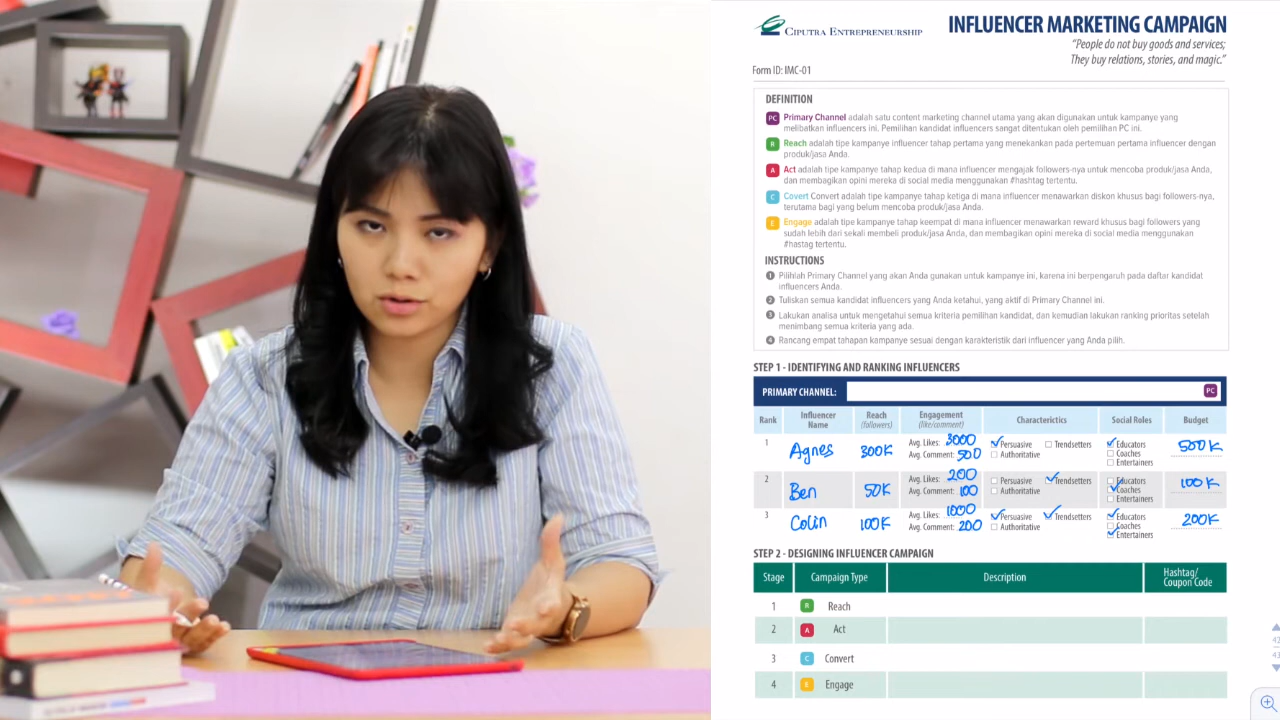 CIPUTRA ENTREPRENEURSHIP
INFLUENCER MARKETING CAMPAIGN
"People do not buy goods and services;
They buy relations, stories, and magic."
Form ID: IMC-01
DEFINITION
PC Primary Channel adalah satu content marketing channel utama yang akan digunakan untuk kampanye yang
melibatkan influencers ini. Pemilihan kandidat influencers sangat ditentukan oleh pemilihan PC ini.
R Reach adalah tipe kampanye influencer tahap pertama yang menekankan pada pertemuan pertama influencer dengan
produk/jasa Anda.
A Act adalah tipe kampanye tahap kedua di mana influencer mengajak followers-nya untuk mencoba produk/jasa Anda,
dan membagikan opini mereka di social media menggunakan #hashtag tertentu.
C Covert Convert adalah tipe kampanye tahap ketiga di mana influencer menawarkan diskon khusus bagi followers-nya,
terutama bagi yang belum mencoba produk/jasa Anda.
E Engage adalah tipe kampanye tahap keempat di mana influencer menawarkan reward khusus bagi followers yang
sudah lebih dari sekali membeli produk/jasa Anda, dan membagikan opini mereka di social media menggunakan
#hastag tertentu.
INSTRUCTIONS
1 Pilihlah Primary Channel yang akan Anda gunakan untuk kampanye ini, karena ini berpengaruh pada daftar kandidat
influencers Anda.
2 Tuliskan semua kandidat influencers yang Anda ketahui, yang aktif di Primary Channel ini.
3 Lakukan analisa untuk mengetahui semua kriteria pemilihan kandidat, dan kemudian lakukan ranking prioritas setelah
menimbang semua kriteria yang ada.
4 Rancang empat tahapan kampanye sesuai dengan karakteristik dari influencer yang Anda pilih.
STEP 1 - IDENTIFYING AND RANKING INFLUENCERS
PRIMARY CHANNEL: PC
Rank Influencer Name Reach (followers) Engagement (like/comment) Characterictics Social Roles Budget
1 Agnes 300K Avg. Likes: 3000 Persuasive Trendsetters Educators 500K
Avg. Comment: 500 Authoritative Coaches
Entertainers
2 Ben 50K Avg. Likes: 200 Persuasive Trendsetters Educators 100K
Avg. Comment: 100 Authoritative Coaches
Entertainers
3 Colin 100K Avg. Likes: 1000 Persuasive Trendsetters Educators 200K
Avg. Comment: 200 Authoritative Coaches
Entertainers
STEP 2 - DESIGNING INFLUENCER CAMPAIGN
Stage Campaign Type Description Hashtag/ Coupon Code
1 R Reach
2 A Act
3 C Convert
4 E Engage